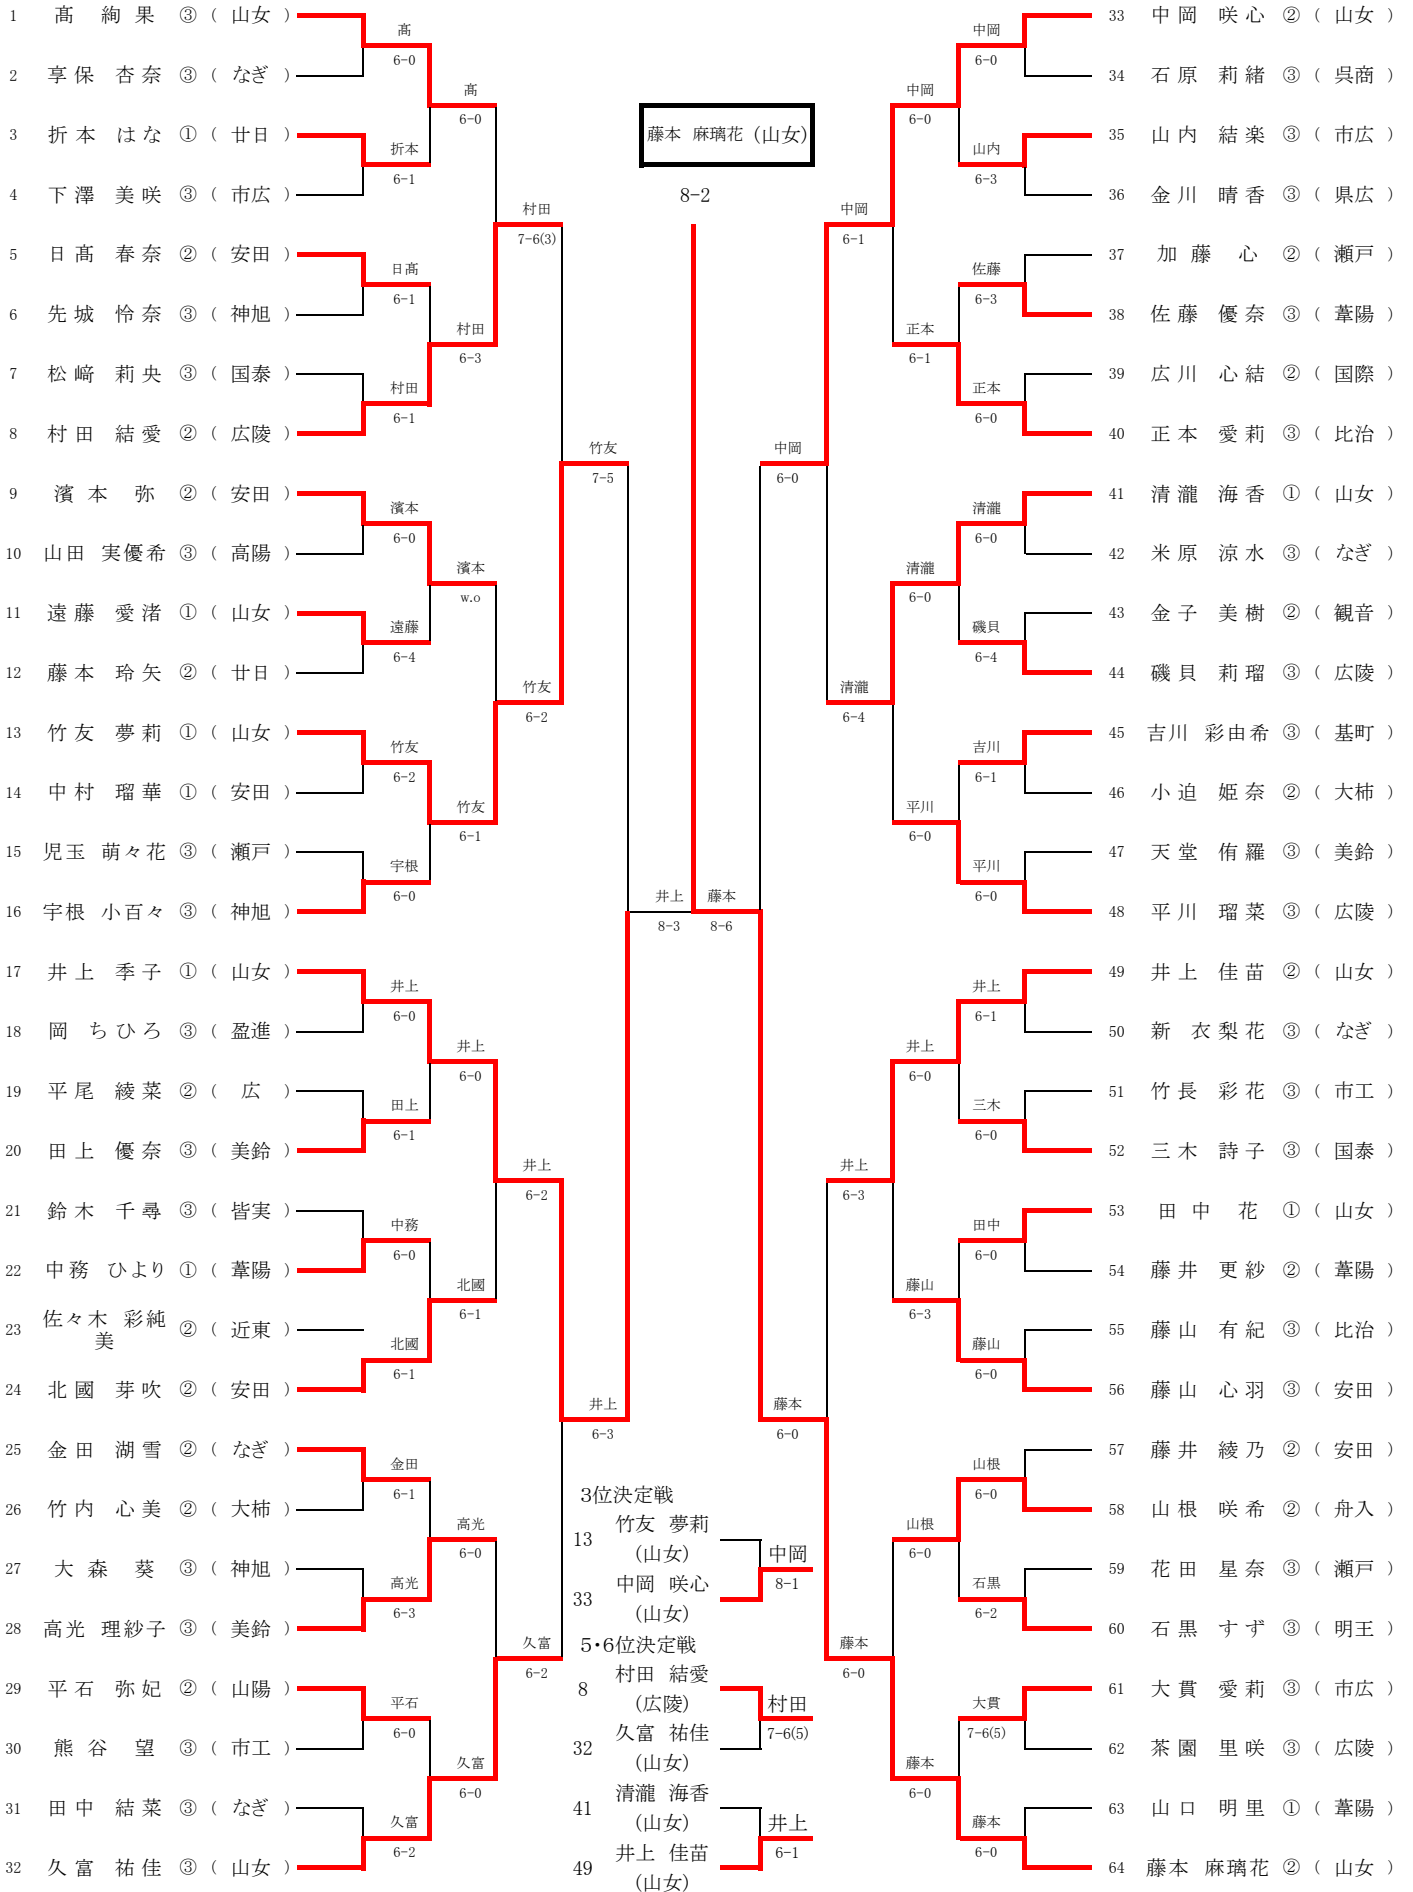 1 髙 絢果 ③ ( 山女 )
2 享保 杏奈 ③ ( なぎ )
3 折本 はな ① ( 廿日 )
4 下澤 美咲 ③ ( 市広 )
5 日髙 春奈 ② ( 安田 )
6 先城 怜奈 ③ ( 神旭 )
7 松﨑 莉央 ③ ( 国泰 )
8 村田 結愛 ② ( 広陵 )
9 濱本 弥 ② ( 安田 )
10 山田 実優希 ③ ( 高陽 )
11 遠藤 愛渚 ① ( 山女 )
12 藤本 玲矢 ② ( 廿日 )
13 竹友 夢莉 ① ( 山女 )
14 中村 瑠華 ① ( 安田 )
15 児玉 萌々花 ③ ( 瀬戸 )
16 宇根 小百々 ③ ( 神旭 )
17 井上 季子 ① ( 山女 )
18 岡 ちひろ ③ ( 盈進 )
19 平尾 綾菜 ② ( 広 )
20 田上 優奈 ③ ( 美鈴 )
21 鈴木 千尋 ③ ( 皆実 )
22 中務 ひより ① ( 葦陽 )
23 佐々木 彩純
美 ② ( 近東 )
24 北國 芽吹 ② ( 安田 )
25 金田 湖雪 ② ( なぎ )
26 竹内 心美 ② ( 大柿 )
27 大森 葵 ③ ( 神旭 )
28 高光 理紗子 ③ ( 美鈴 )
29 平石 弥妃 ② ( 山陽 )
30 熊谷 望 ③ ( 市工 )
31 田中 結菜 ③ ( なぎ )
32 久富 祐佳 ③ ( 山女 )
髙
6-0
折本
6-1
日髙
6-1
村田
6-1
濱本
6-0
遠藤
6-4
竹友
6-2
宇根
6-0
井上
6-0
田上
6-1
中務
6-0
北國
6-1
金田
6-1
高光
6-3
平石
6-0
久富
6-2
髙
6-0
村田
6-3
濱本
w.o
竹友
6-1
井上
6-0
北國
6-1
高光
6-0
久富
6-0
村田
7-6(3)
竹友
6-2
井上
6-2
久富
6-2
竹友
7-5
井上
6-3
井上
8-3
藤本 麻璃花 (山女)
8-2
藤本
8-6
中岡
6-0
藤本
6-0
中岡
6-1
清瀧
6-4
井上
6-3
藤本
6-0
中岡
6-0
正本
6-1
清瀧
6-0
平川
6-0
井上
6-0
藤山
6-3
山根
6-0
藤本
6-0
中岡
6-0
山内
6-3
佐藤
6-3
正本
6-0
清瀧
6-0
磯貝
6-4
吉川
6-1
平川
6-0
井上
6-1
三木
6-0
田中
6-0
藤山
6-0
山根
6-0
石黒
6-2
大貫
7-6(5)
藤本
6-0
33 中岡 咲心 ② ( 山女 )
34 石原 莉緒 ③ ( 呉商 )
35 山内 結楽 ③ ( 市広 )
36 金川 晴香 ③ ( 県広 )
37 加藤 心 ② ( 瀬戸 )
38 佐藤 優奈 ③ ( 葦陽 )
39 広川 心結 ② ( 国際 )
40 正本 愛莉 ③ ( 比治 )
41 清瀧 海香 ① ( 山女 )
42 米原 涼水 ③ ( なぎ )
43 金子 美樹 ② ( 観音 )
44 磯貝 莉瑠 ③ ( 広陵 )
45 吉川 彩由希 ③ ( 基町 )
46 小迫 姫奈 ② ( 大柿 )
47 天堂 侑羅 ③ ( 美鈴 )
48 平川 瑠菜 ③ ( 広陵 )
49 井上 佳苗 ② ( 山女 )
50 新 衣梨花 ③ ( なぎ )
51 竹長 彩花 ③ ( 市工 )
52 三木 詩子 ③ ( 国泰 )
53 田中 花 ① ( 山女 )
54 藤井 更紗 ② ( 葦陽 )
55 藤山 有紀 ③ ( 比治 )
56 藤山 心羽 ③ ( 安田 )
57 藤井 綾乃 ② ( 安田 )
58 山根 咲希 ② ( 舟入 )
59 花田 星奈 ③ ( 瀬戸 )
60 石黒 すず ③ ( 明王 )
61 大貫 愛莉 ③ ( 市広 )
62 茶園 里咲 ③ ( 広陵 )
63 山口 明里 ① ( 葦陽 )
64 藤本 麻璃花 ② ( 山女 )
3位決定戦
13 竹友 夢莉
(山女)
33 中岡 咲心
(山女)
中岡
8-1
5・6位決定戦
8 村田 結愛
(広陵)
32 久富 祐佳
(山女)
村田
7-6(5)
41 清瀧 海香
(山女)
49 井上 佳苗
(山女)
井上
6-1